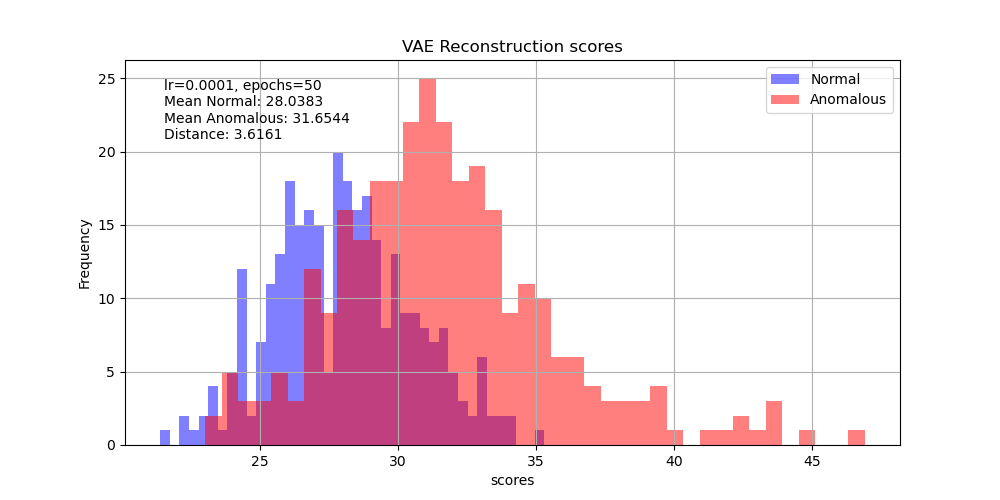 VAE Reconstruction scores
lr=0.0001, epochs=50
Mean Normal: 28.0383
Mean Anomalous: 31.6544
Distance: 3.6161
Normal
Anomalous
Frequency
25
20
15
10
5
0
25 30 35 40 45
scores